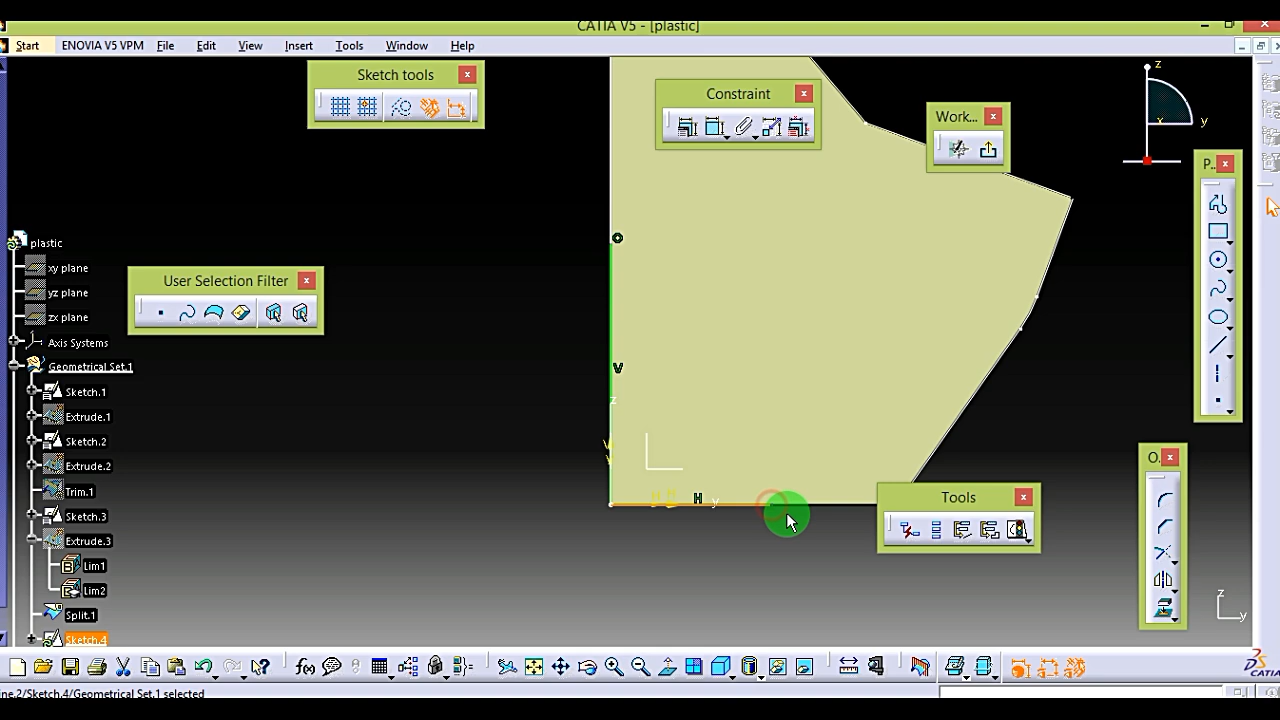 CATIA V5 - [plastic]
Start ENOVIA V5 VPM File Edit View Insert Tools Window Help
Sketch tools
Constraint
Work...
z
x y
P..
plastic
xy plane
yz plane
zx plane
User Selection Filter
Axis Systems
Geometrical Set.1
Sketch.1
Extrude.1
Sketch.2
Extrude.2
Trim.1
Sketch.3
Extrude.3
Lim1
Lim2
Split.1
Sketch.4
V
z
H y
Tools
O.
z
y
f(x)
CATIA
ine.2/Sketch.4/Geometrical Set.1 selected